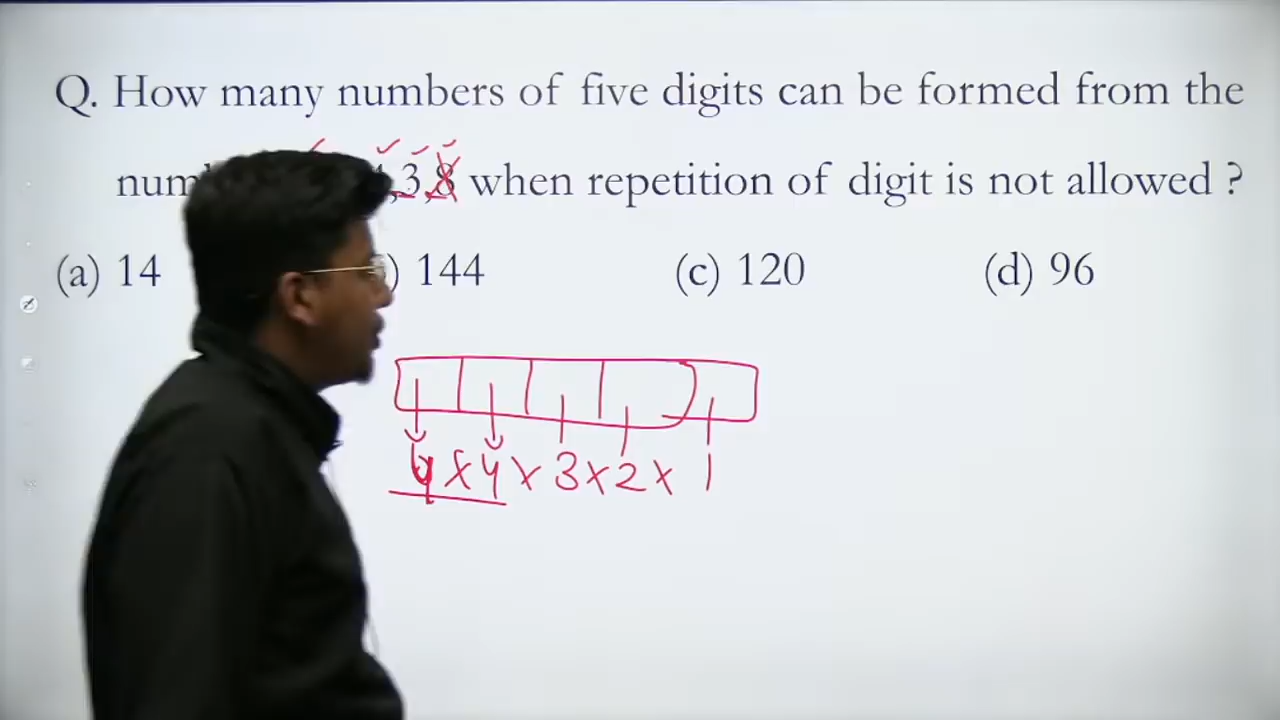 Q. How many numbers of five digits can be formed from the
,3,8 when repetition of digit is not allowed ?
(a) 14 ) 144 (c) 120 (d) 96
4 × 4 × 3 × 2 × 1